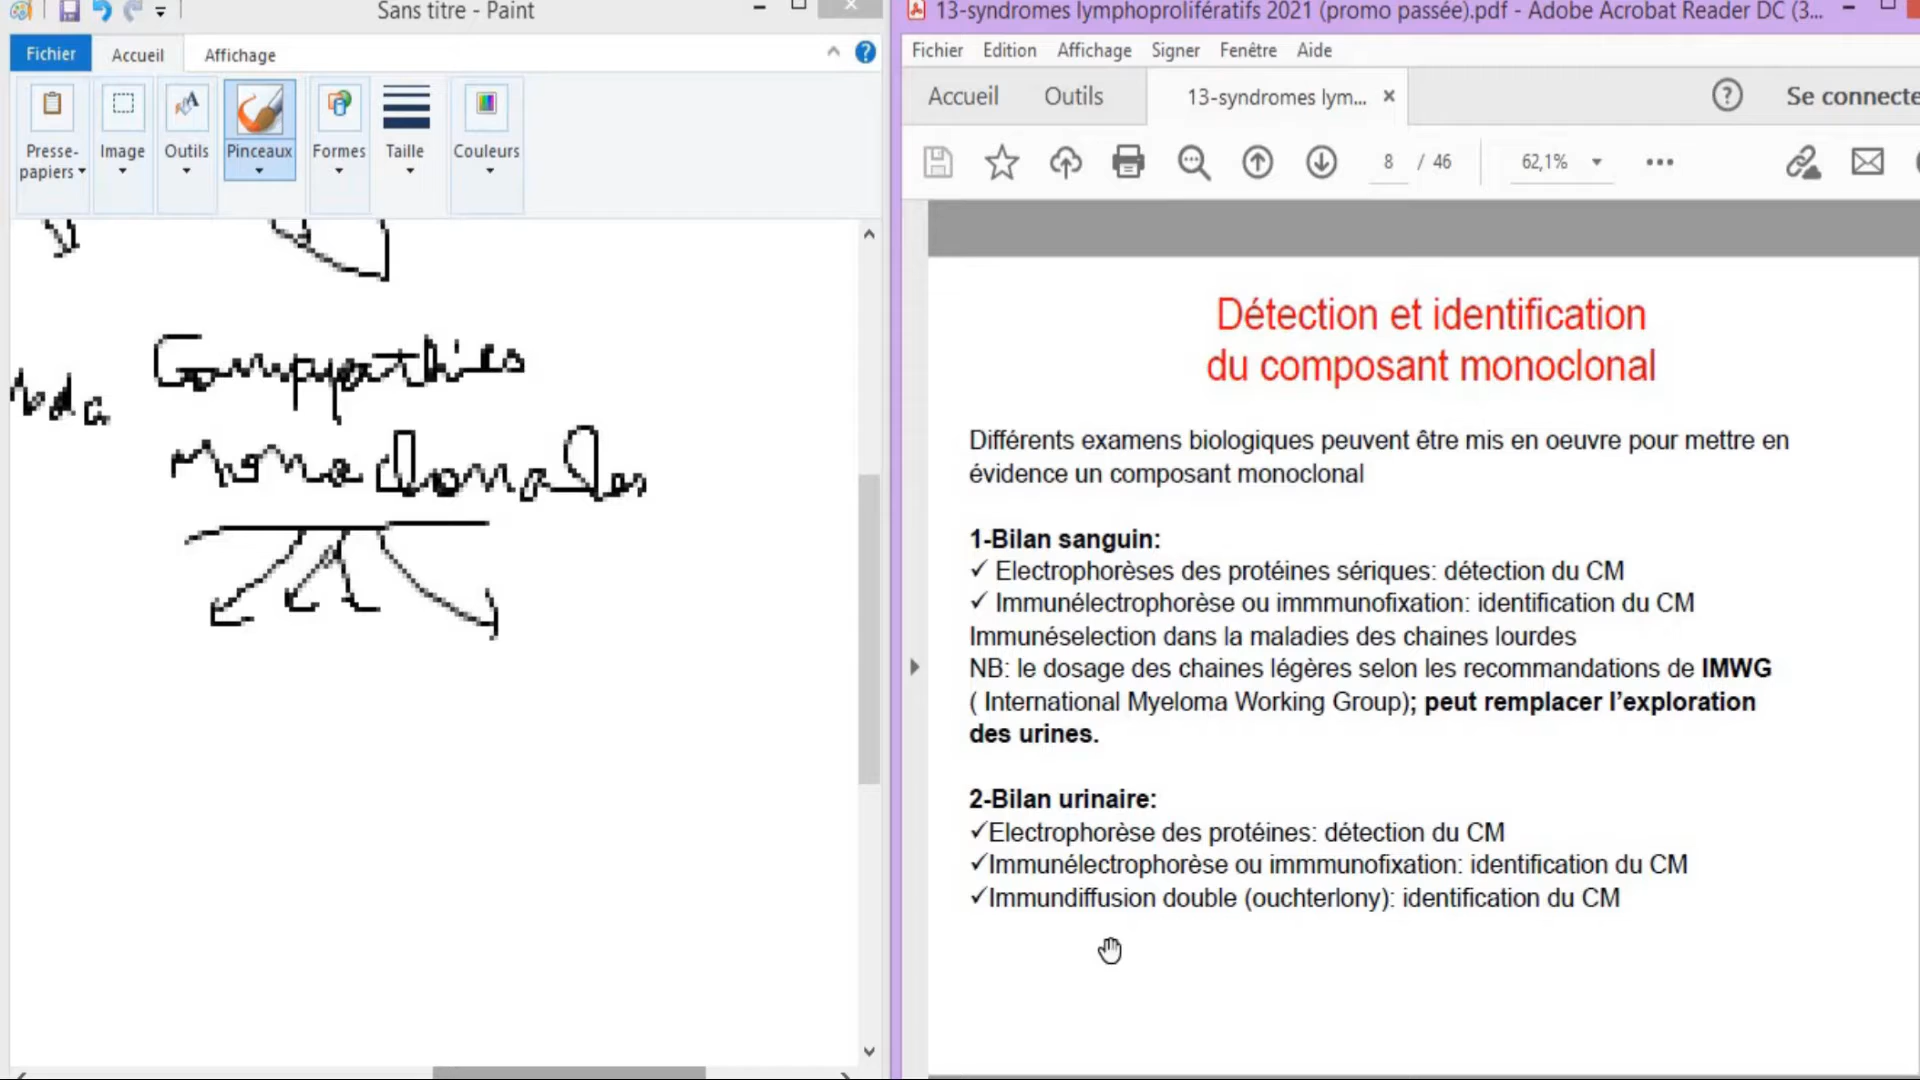 Sans titre - Paint
Fichier
Accueil
Affichage
Presse-
papiers
Image
Outils
Pinceaux
Formes
Taille
Couleurs
Gammpathies
monoclonales
13-syndromes lymphoprolifératifs 2021 (promo passée).pdf - Adobe Acrobat Reader DC (3...
Fichier Edition Affichage Signer Fenêtre Aide
Accueil
Outils
13-syndromes lym...
Se connecte
8 / 46
62,1%
Détection et identification
du composant monoclonal
Différents examens biologiques peuvent être mis en oeuvre pour mettre en
évidence un composant monoclonal
1-Bilan sanguin:
✓ Electrophorèses des protéines sériques: détection du CM
✓ Immunélectrophorèse ou immmunofixation: identification du CM
Immunéselection dans la maladies des chaines lourdes
NB: le dosage des chaines légères selon les recommandations de IMWG
( International Myeloma Working Group); peut remplacer l'exploration
des urines.
2-Bilan urinaire:
✓Electrophorèse des protéines: détection du CM
✓Immunélectrophorèse ou immmunofixation: identification du CM
✓Immundiffusion double (ouchterlony): identification du CM